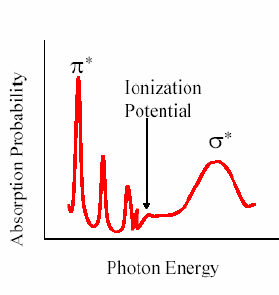 π*
Ionization
Potential
σ*
Absorption Probability
Photon Energy